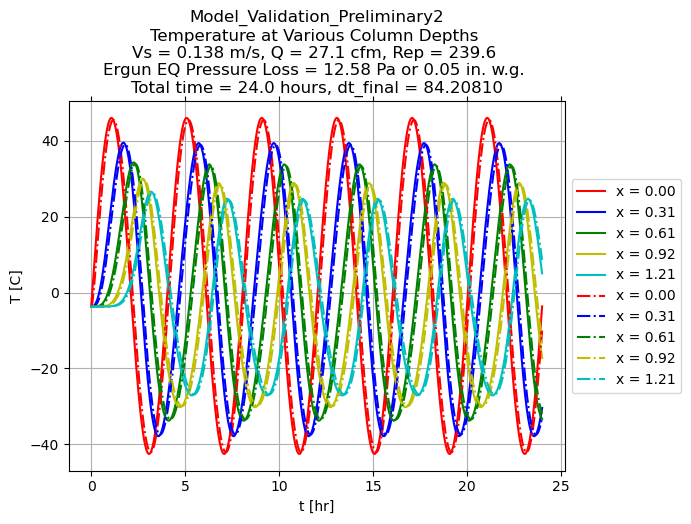 Model_Validation_Preliminary2
Temperature at Various Column Depths
Vs = 0.138 m/s, Q = 27.1 cfm, Rep = 239.6
Ergun EQ Pressure Loss = 12.58 Pa or 0.05 in. w.g.
Total time = 24.0 hours, dt_final = 84.20810
40
20
0
−20
−40
T [C]
0
5
10
15
20
25
t [hr]
x = 0.00
x = 0.31
x = 0.61
x = 0.92
x = 1.21
x = 0.00
x = 0.31
x = 0.61
x = 0.92
x = 1.21